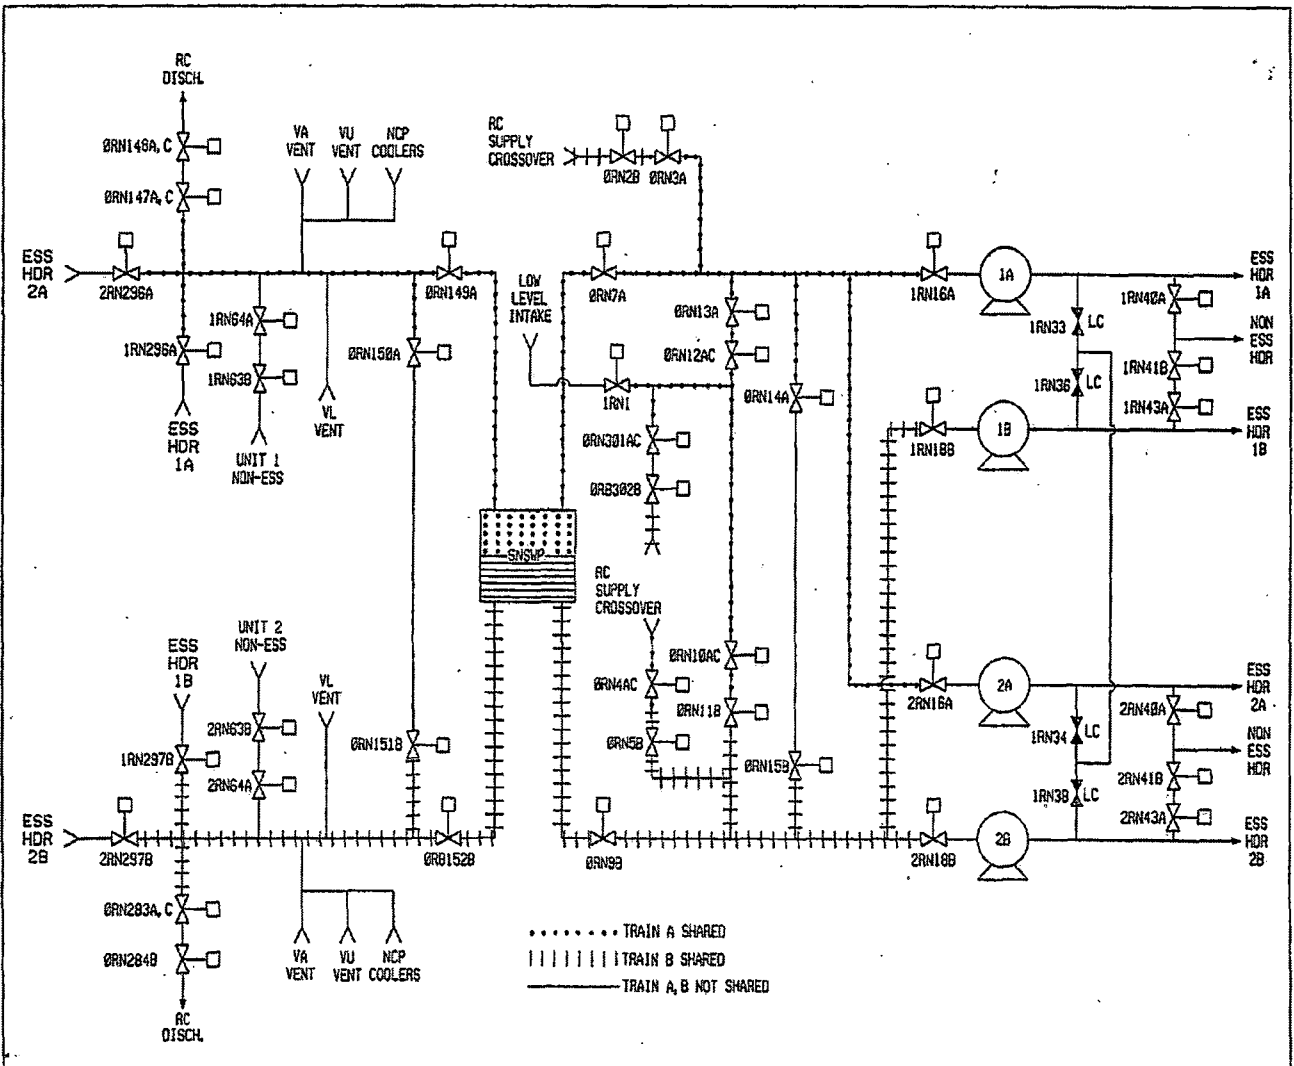 RC
DISCH.
0RN148A, C
0RN147A, C
VA
VENT
VU
VENT
NCP
COOLERS
RC
SUPPLY
CROSSOVER
0RN2B
0RN3A
ESS
HDR
2A
2RN296A
0RN149A
LOW
LEVEL
INTAKE
0RN7A
1RN16A
1A
ESS
HDR
1A
1RN64A
1RN296A
1RN63B
0RN150A
VL
VENT
ESS
HDR
1A
UNIT 1
NON-ESS
0RN13A
0RN12AC
1RN1
0RN14A
0RN301AC
0RB302B
1RN33
LC
1RN36
LC
1RN40A
NON
ESS
HDR
1RN41B
1RN43A
1B
1RN18B
ESS
HDR
1B
SNSWP
RC
SUPPLY
CROSSOVER
UNIT 2
NON-ESS
ESS
HDR
1B
VL
VENT
0RN10AC
0RN4AC
0RN11B
0RN5B
0RN15B
2RN16A
2A
ESS
HDR
2A
1RN34
LC
1RN38
LC
2RN40A
NON
ESS
HDR
2RN41B
2RN43A
2RN63B
1RN297B
2RN64A
0RN151B
ESS
HDR
2B
2RN297B
0RB152B
0RN9B
2RN18B
2B
ESS
HDR
2B
0RN283A, C
0RN284B
RC
DISCH.
VA
VENT
VU
VENT
NCP
COOLERS
TRAIN A SHARED
TRAIN B SHARED
TRAIN A, B NOT SHARED